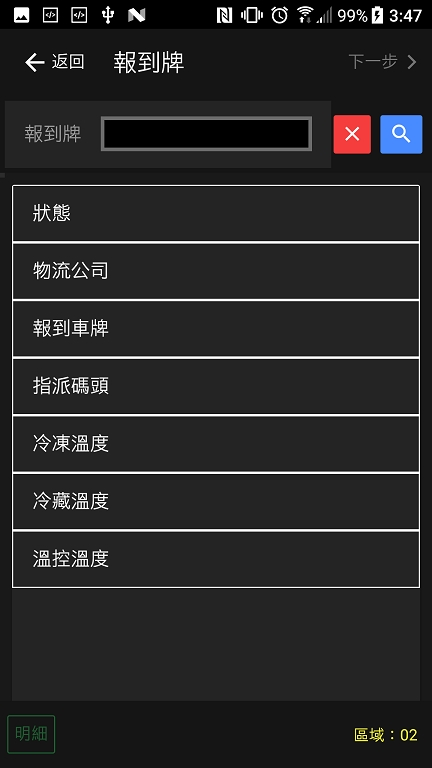 99% 3:47
返回 報到牌 下一步
報到牌
狀態
物流公司
報到車牌
指派碼頭
冷凍溫度
冷藏溫度
溫控溫度
明細 區域：02